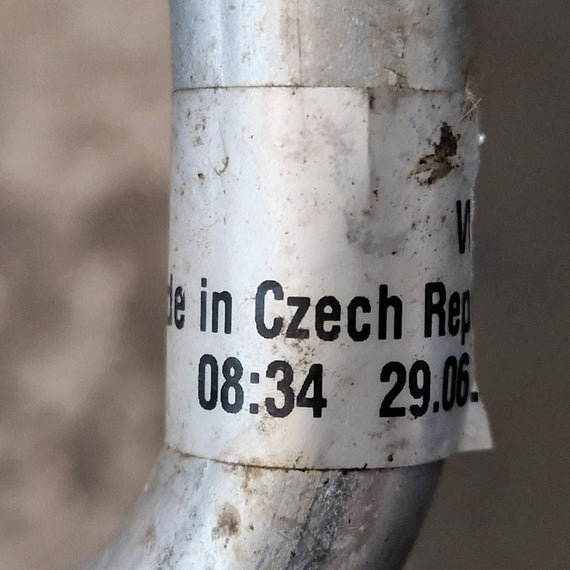 de in Czech Rep
08:34 29.06.